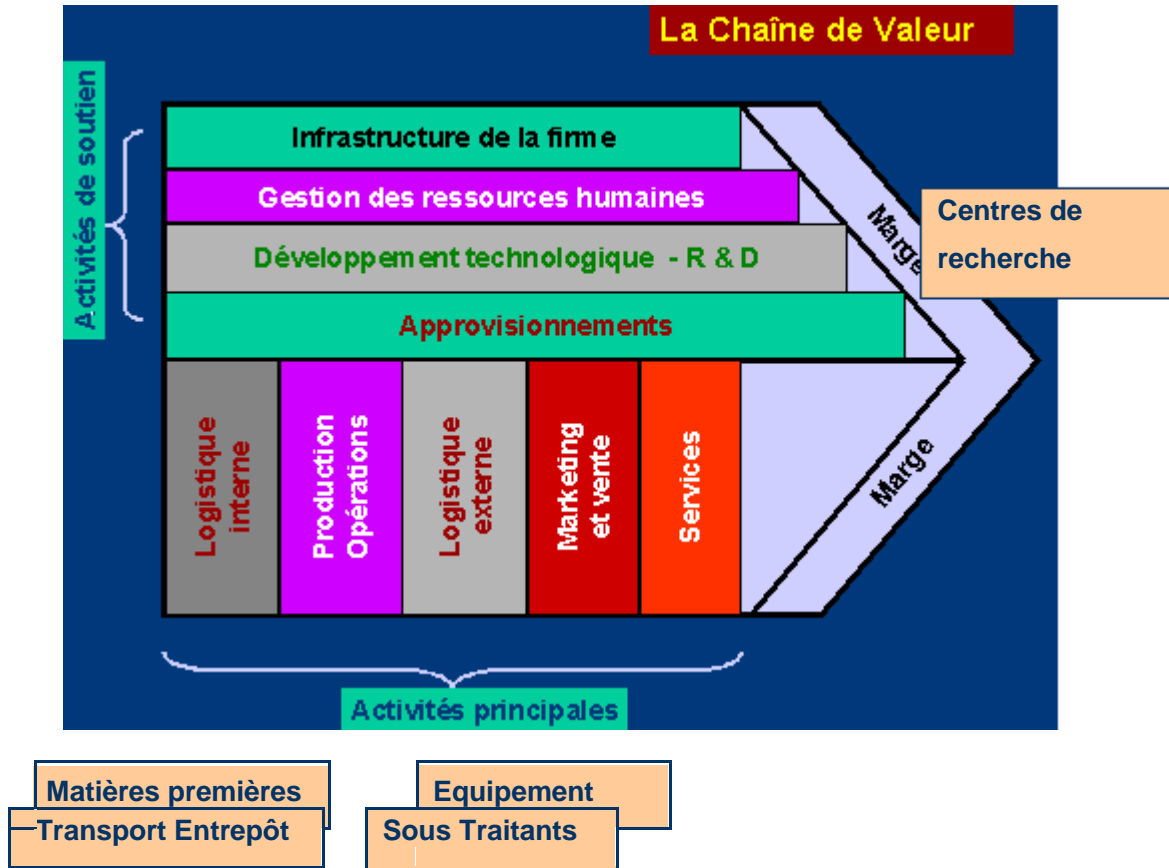 La Chaîne de Valeur
Activités de soutien
Infrastructure de la firme
Gestion des ressources humaines
Développement technologique - R & D
Approvisionnements
Marge
Centres de
recherche
Logistique
interne
Production
Opérations
Logistique
externe
Marketing
et vente
Services
Marge
Activités principales
Matières premières
Equipement
Transport Entrepôt
Sous Traitants